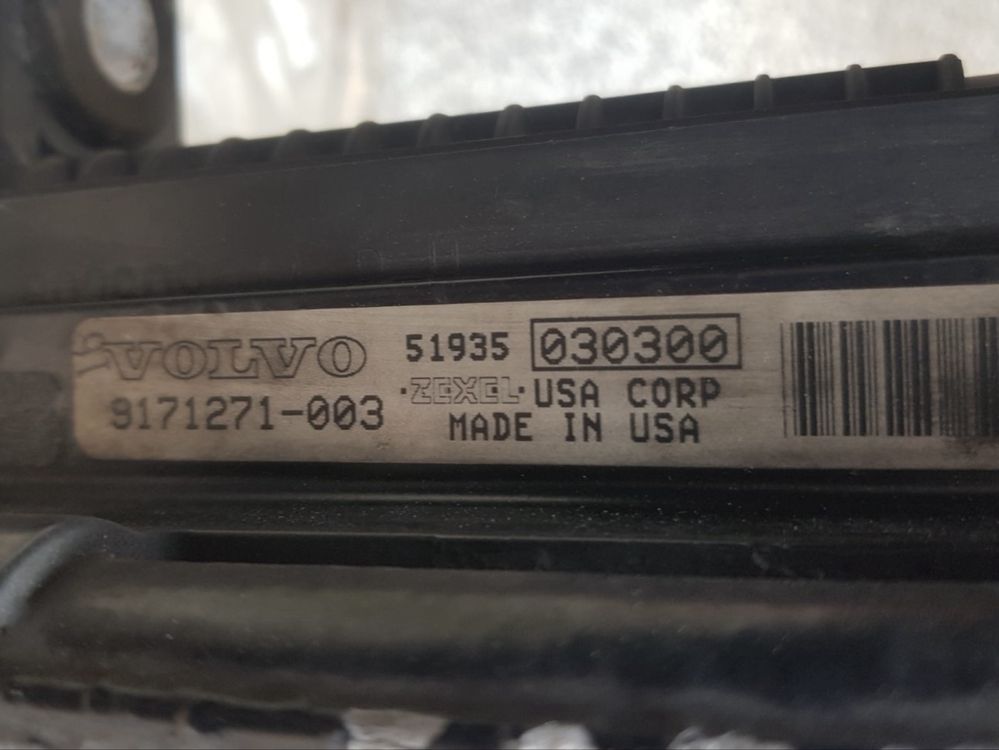 VOLVO 51935 030300
·ZEXEL· USA CORP
9171271-003 MADE IN USA